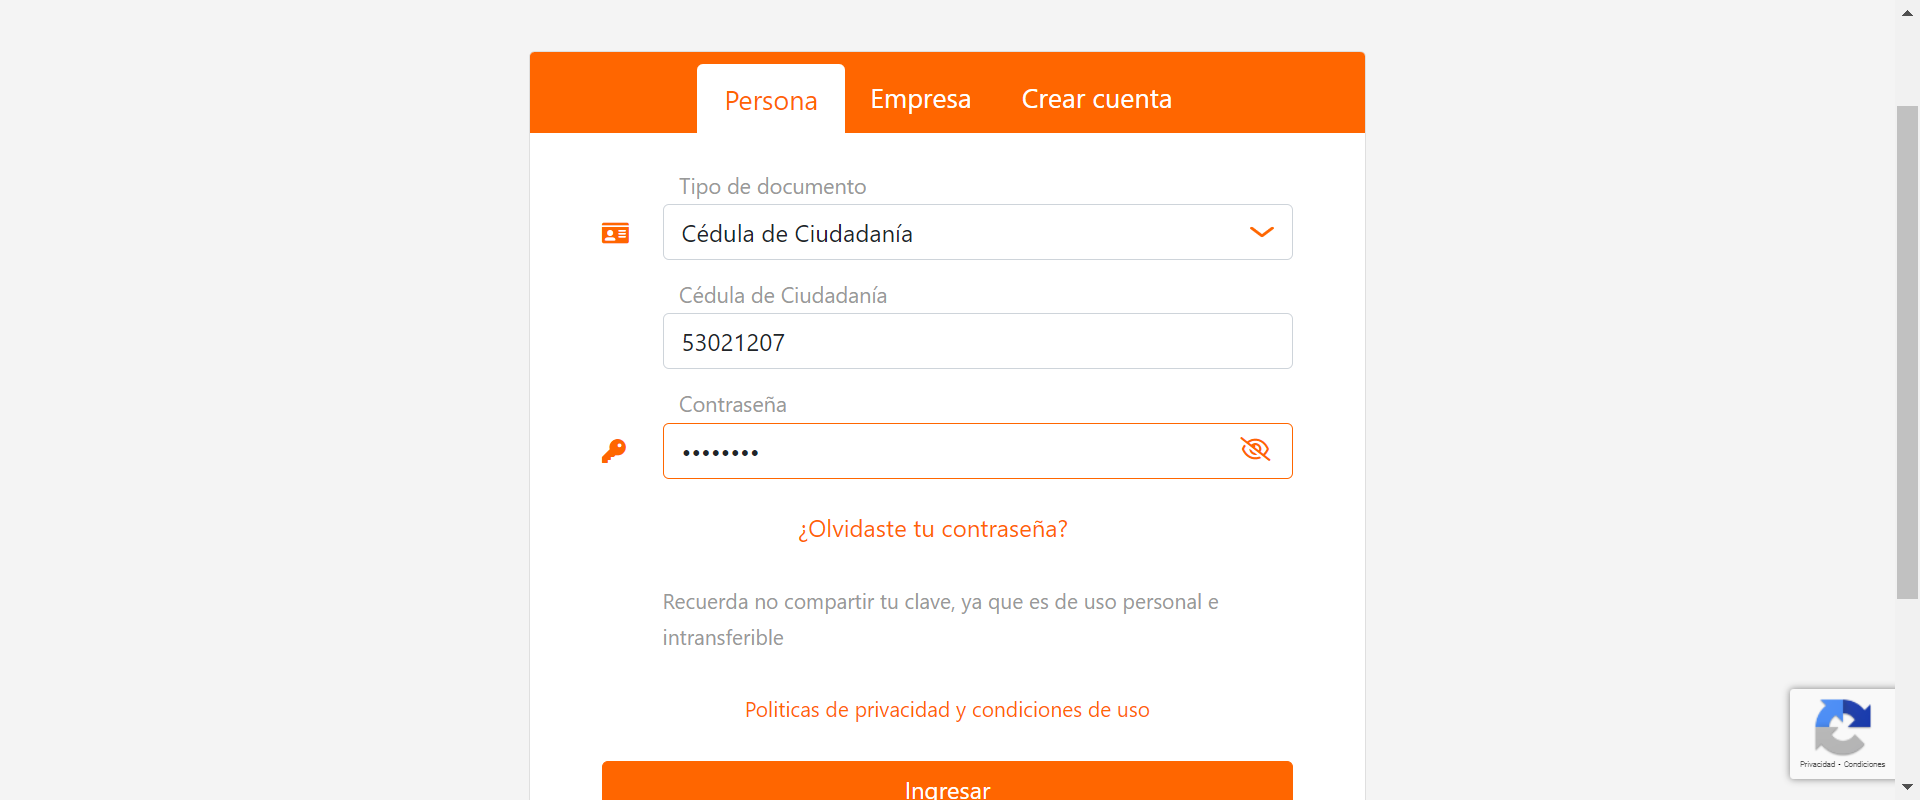 Persona
Empresa
Crear cuenta
Tipo de documento
Cédula de Ciudadanía
Cédula de Ciudadanía
53021207
Contraseña
••••••••
¿Olvidaste tu contraseña?
Recuerda no compartir tu clave, ya que es de uso personal e
intransferible
Politicas de privacidad y condiciones de uso
Ingresar
Privacidad - Condiciones